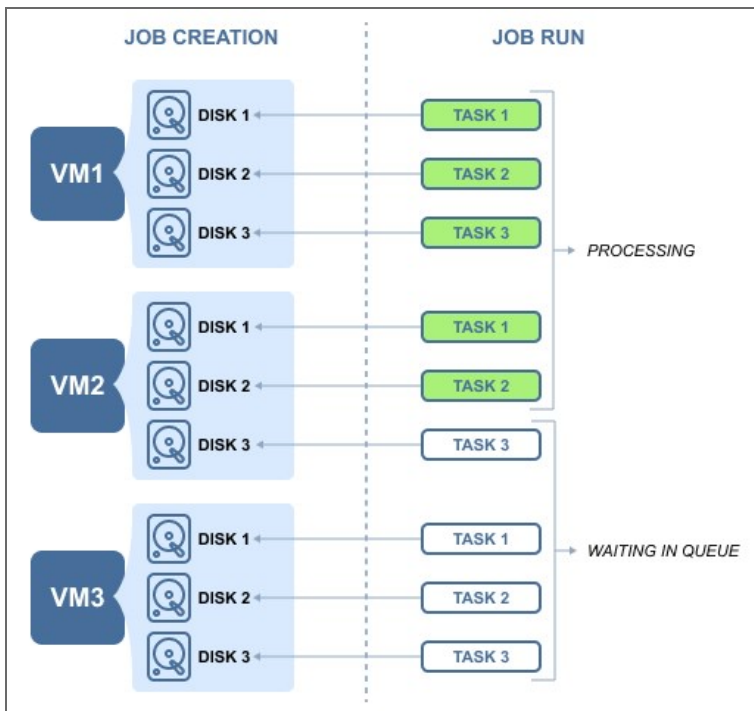 JOB CREATION
JOB RUN
VM1
DISK 1
TASK 1
DISK 2
TASK 2
DISK 3
TASK 3
PROCESSING
VM2
DISK 1
TASK 1
DISK 2
TASK 2
DISK 3
TASK 3
VM3
DISK 1
TASK 1
WAITING IN QUEUE
DISK 2
TASK 2
DISK 3
TASK 3